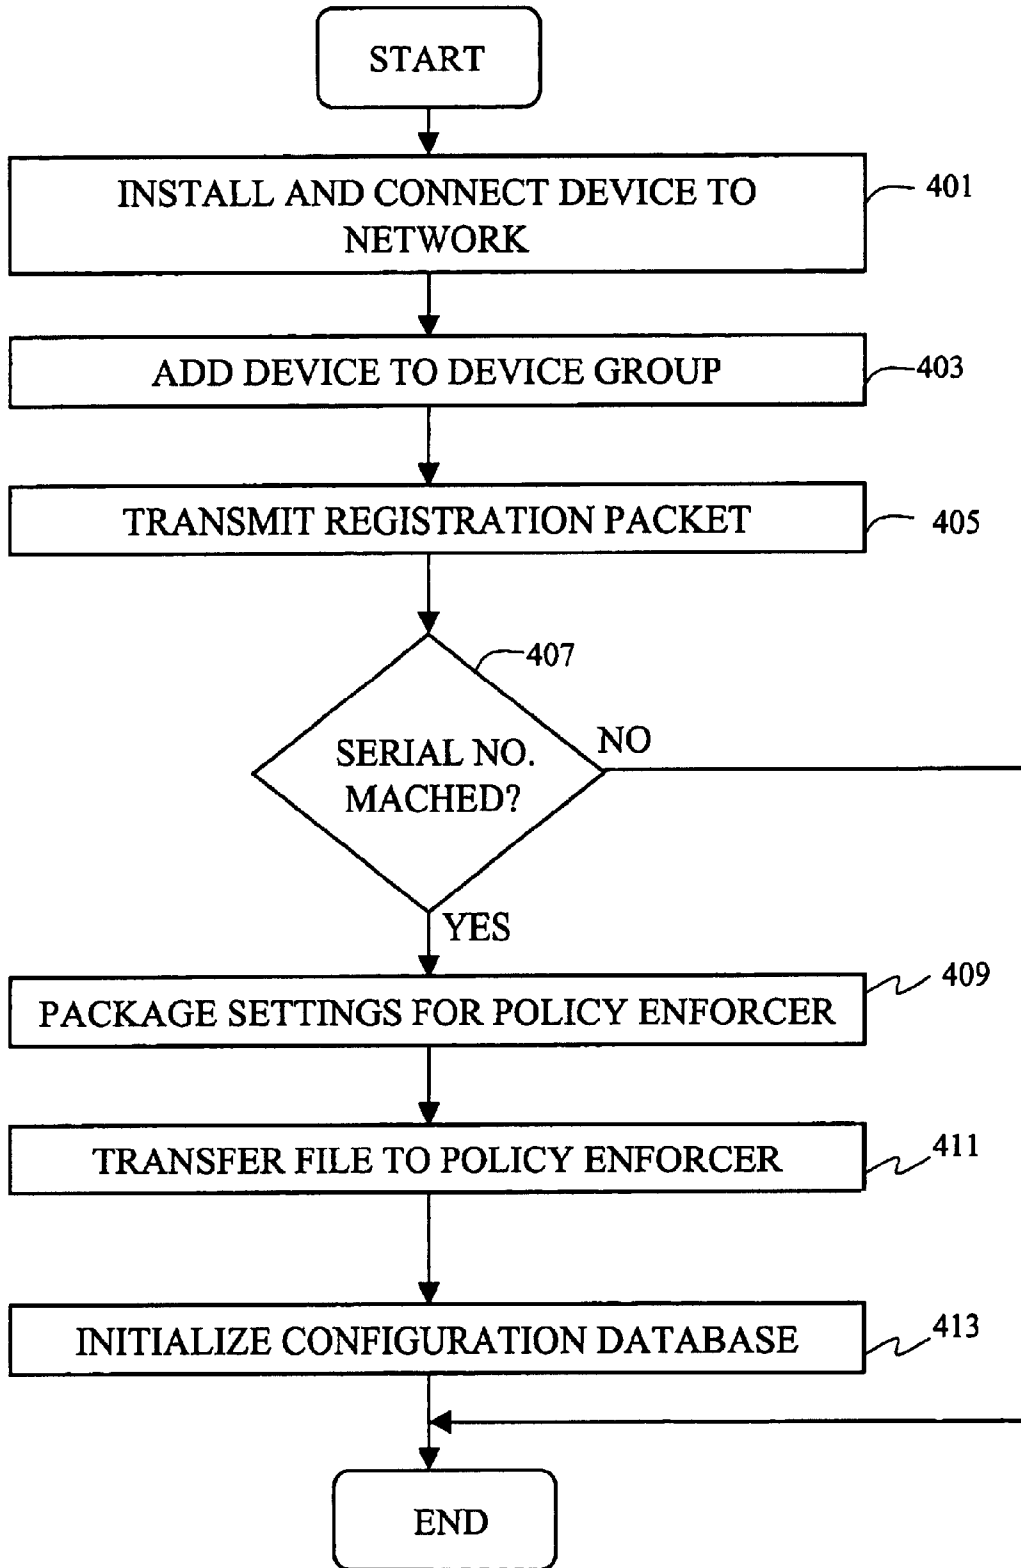 START
INSTALL AND CONNECT DEVICE TO
NETWORK
401
ADD DEVICE TO DEVICE GROUP
403
TRANSMIT REGISTRATION PACKET
405
407
SERIAL NO.
MACHED?
NO
YES
409
PACKAGE SETTINGS FOR POLICY ENFORCER
TRANSFER FILE TO POLICY ENFORCER
411
INITIALIZE CONFIGURATION DATABASE
413
END